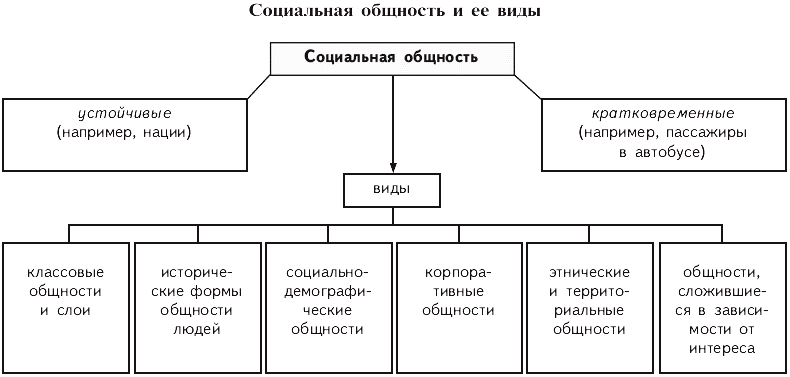 Социальная общность и ее виды
Социальная общность
устойчивые
(например, нации)
кратковременные
(например, пассажиры
в автобусе)
виды
классовые
общности
и слои
историче-
ские формы
общности
людей
социально-
демографи-
ческие
общности
корпора-
тивные
общности
этнические
и террито-
риальные
общности
общности,
сложившие-
ся в зависи-
мости от
интереса